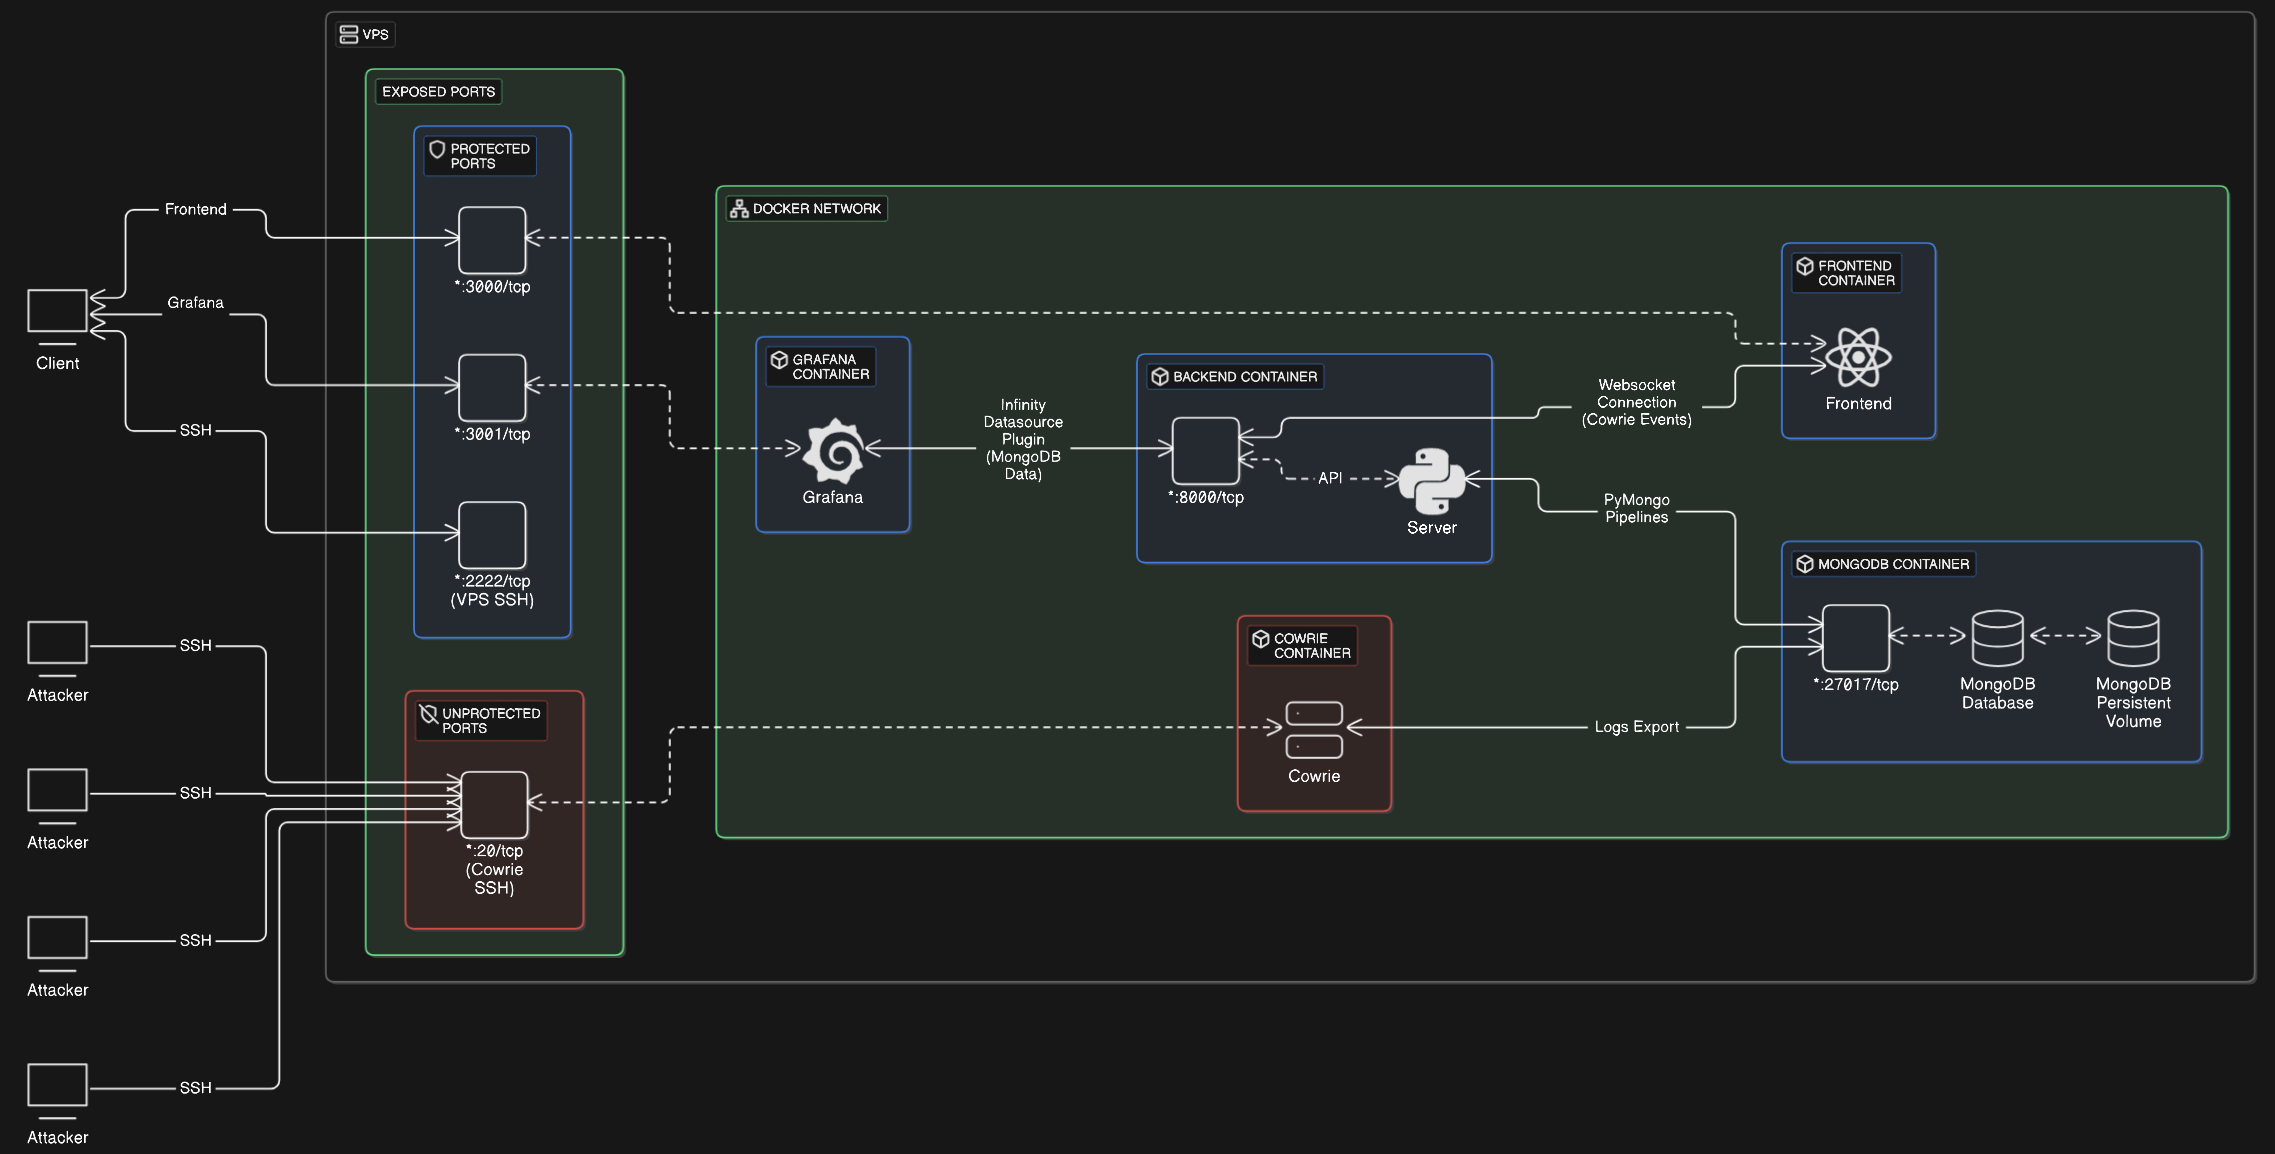 VPS
EXPOSED PORTS
PROTECTED
PORTS
Frontend
*:3000/tcp
Grafana
Client
*:3001/tcp
SSH
*:2222/tcp
(VPS SSH)
SSH
Attacker
UNPROTECTED
PORTS
SSH
Attacker
*:20/tcp
(Cowrie
SSH)
SSH
Attacker
SSH
Attacker
DOCKER NETWORK
GRAFANA
CONTAINER
Grafana
Infinity
Datasource
Plugin
(MongoDB
Data)
BACKEND CONTAINER
*:8000/tcp
API
Server
Websocket
Connection
(Cowrie Events)
FRONTEND
CONTAINER
Frontend
PyMongo
Pipelines
MONGODB CONTAINER
*:27017/tcp
MongoDB
Database
MongoDB
Persistent
Volume
COWRIE
CONTAINER
Cowrie
Logs Export